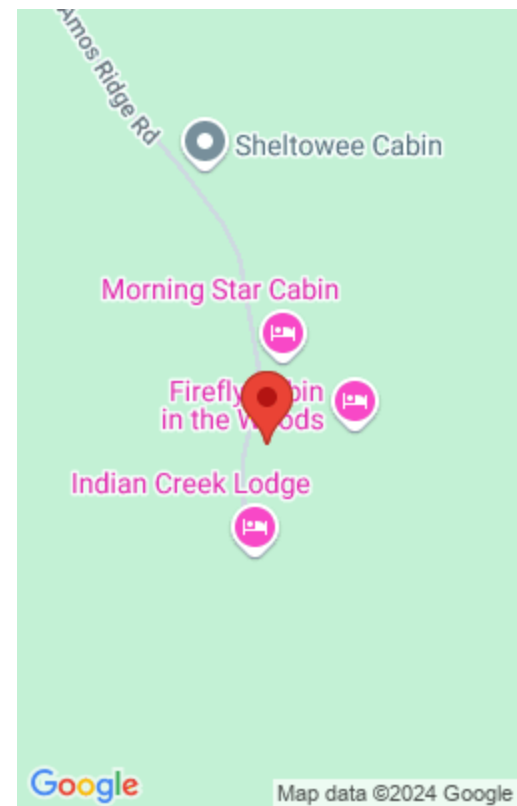 Amos Ridge Rd
Sheltowee Cabin
Morning Star Cabin
Firefly
in the
Indian Creek Lodge
Google
Map data ©2024 Google